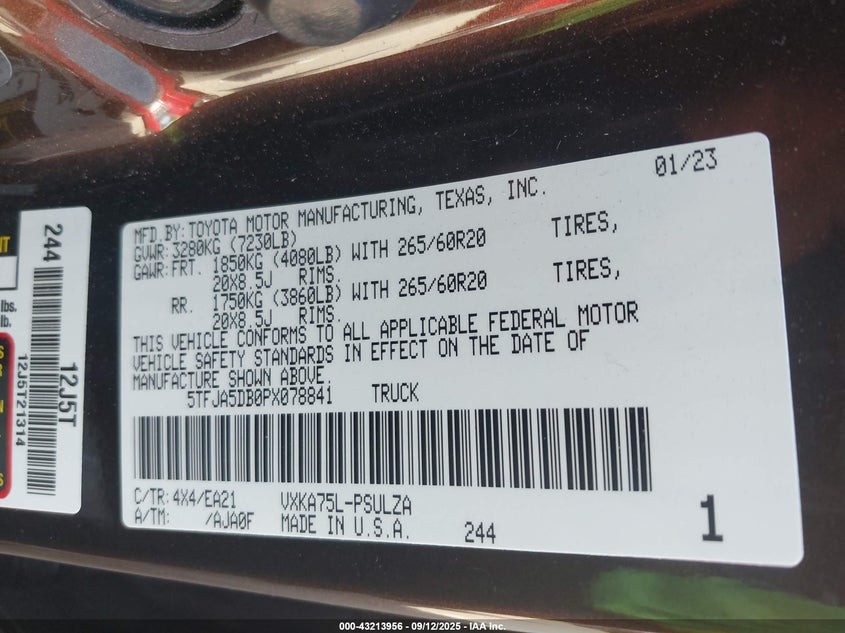 NT
lbs.
lb.
S
R
N
S
244
12J5T
12J5T21314
01/23
MFD BY: TOYOTA MOTOR MANUFACTURING, TEXAS, INC.
GVWR: 3280KG (7230LB)
GAWR: FRT. 1850KG (4080LB) WITH 265/60R20 TIRES,
20X8.5J RIMS.
RR. 1750KG (3860LB) WITH 265/60R20 TIRES,
20X8.5J RIMS.
THIS VEHICLE CONFORMS TO ALL APPLICABLE FEDERAL MOTOR
VEHICLE SAFETY STANDARDS IN EFFECT ON THE DATE OF
MANUFACTURE SHOWN ABOVE.
5TFJA5DB0PX078841 TRUCK
C/TR: 4X4/EA21 VXKA75L-PSULZA
A/TM: /AJA0F MADE IN U.S.A. 244
1
000-43213956 - 09/12/2025 - IAA Inc.